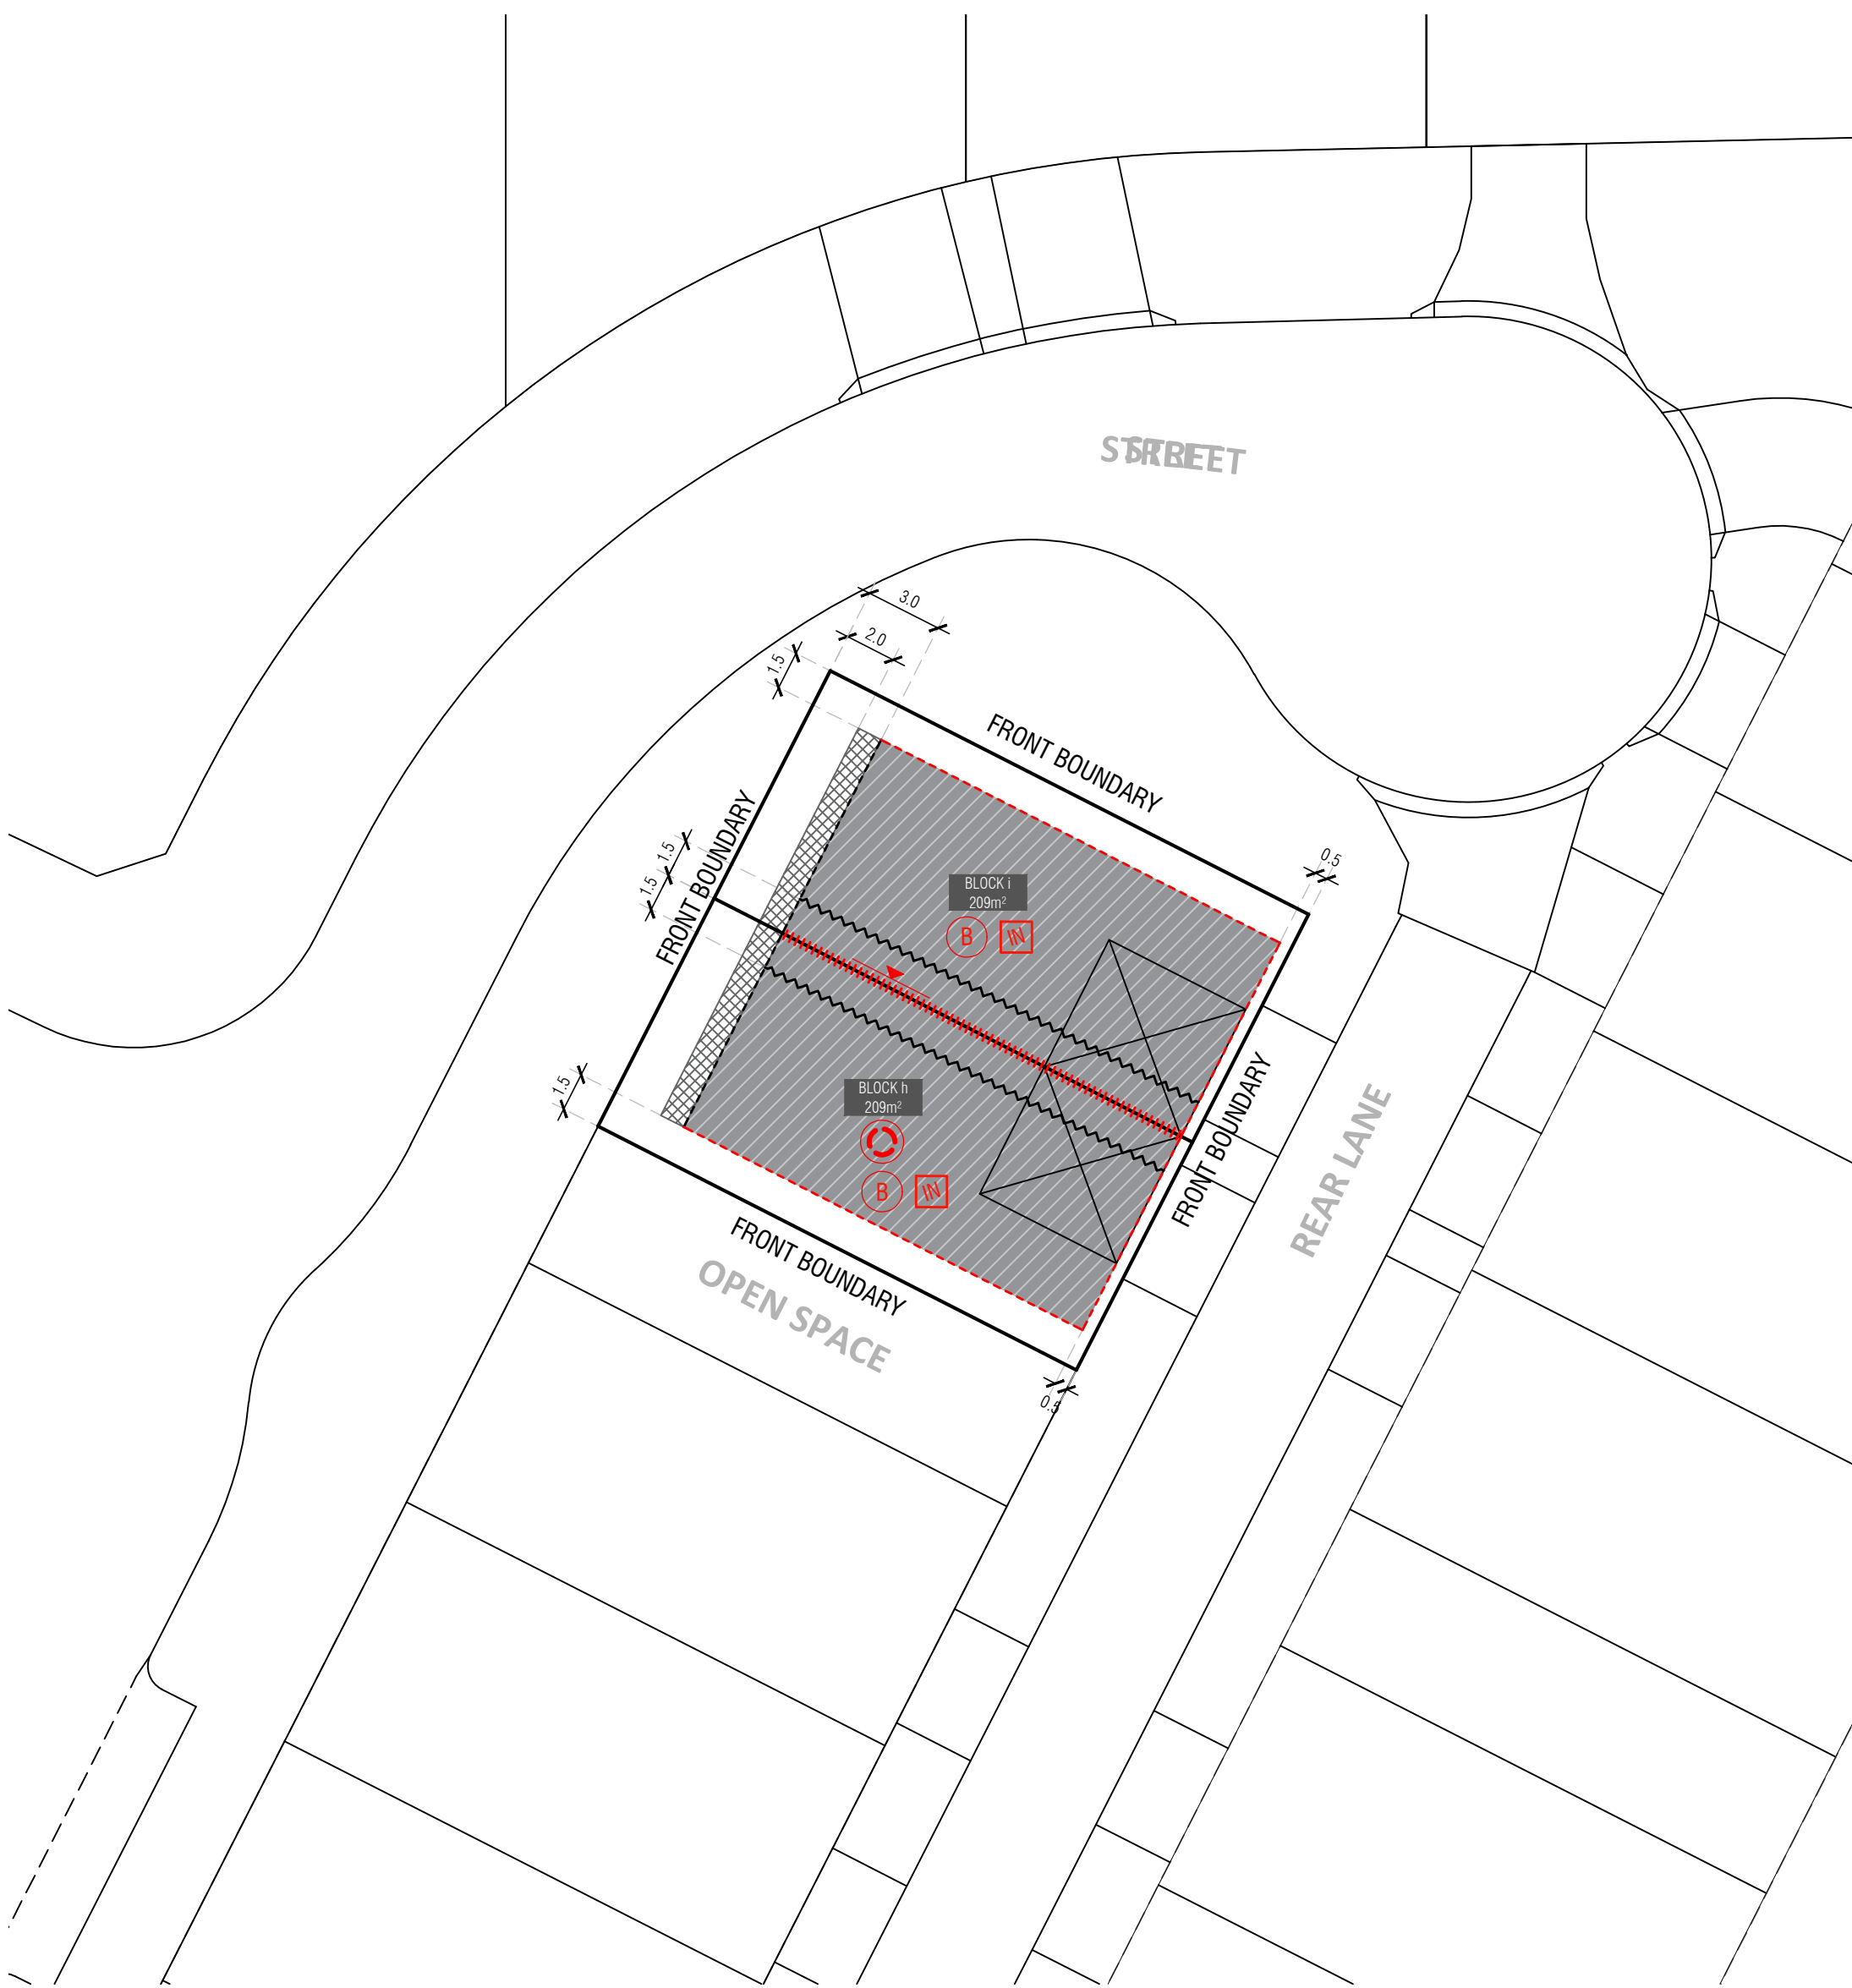 STREET
STREET
3.0
2.0
1.5
FRONT BOUNDARY
FRONT BOUNDARY
1.5
1.5
0.5
BLOCK i
209m²
B IN
1.5
BLOCK h
209m²
B IN
FRONT BOUNDARY
REAR LANE
FRONT BOUNDARY
OPEN SPACE
0.5